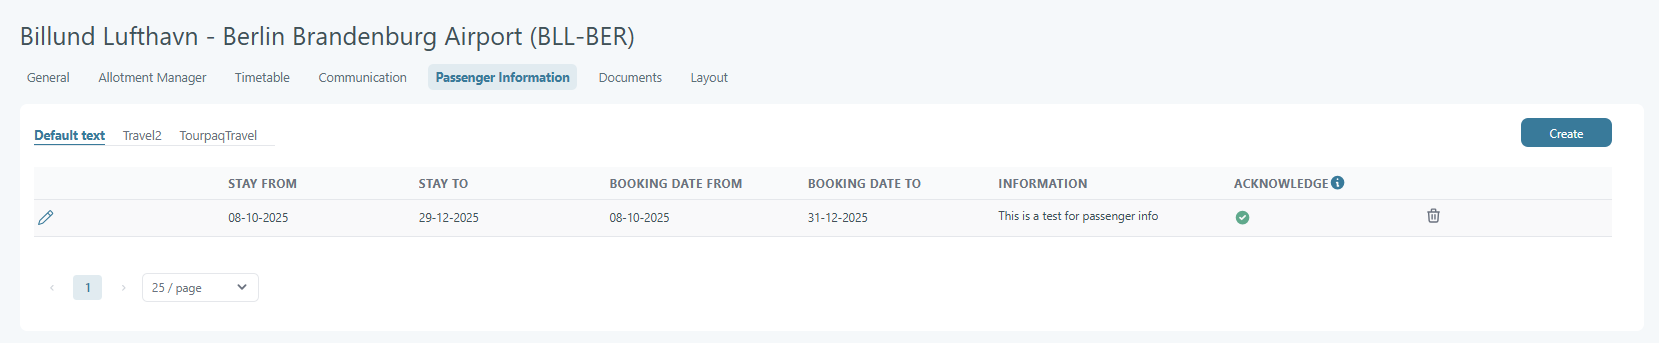 Billund Lufthavn - Berlin Brandenburg Airport (BLL-BER)
General Allotment Manager Timetable Communication Passenger Information Documents Layout
Default text Travel2 TourpaqTravel Create
STAY FROM STAY TO BOOKING DATE FROM BOOKING DATE TO INFORMATION ACKNOWLEDGE
08-10-2025 29-12-2025 08-10-2025 31-12-2025 This is a test for passenger info
1 25 / page